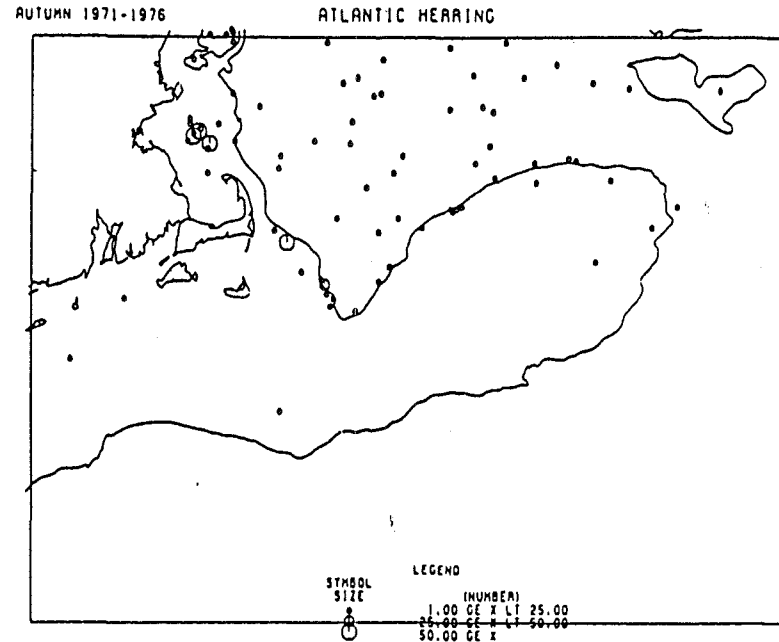 AUTUMN 1971-1976
ATLANTIC HERRING
LEGEND
SYMBOL
SIZE
(NUMBER)
1.00 GE X LT 25.00
25.00 GE X LT 50.00
50.00 GE X